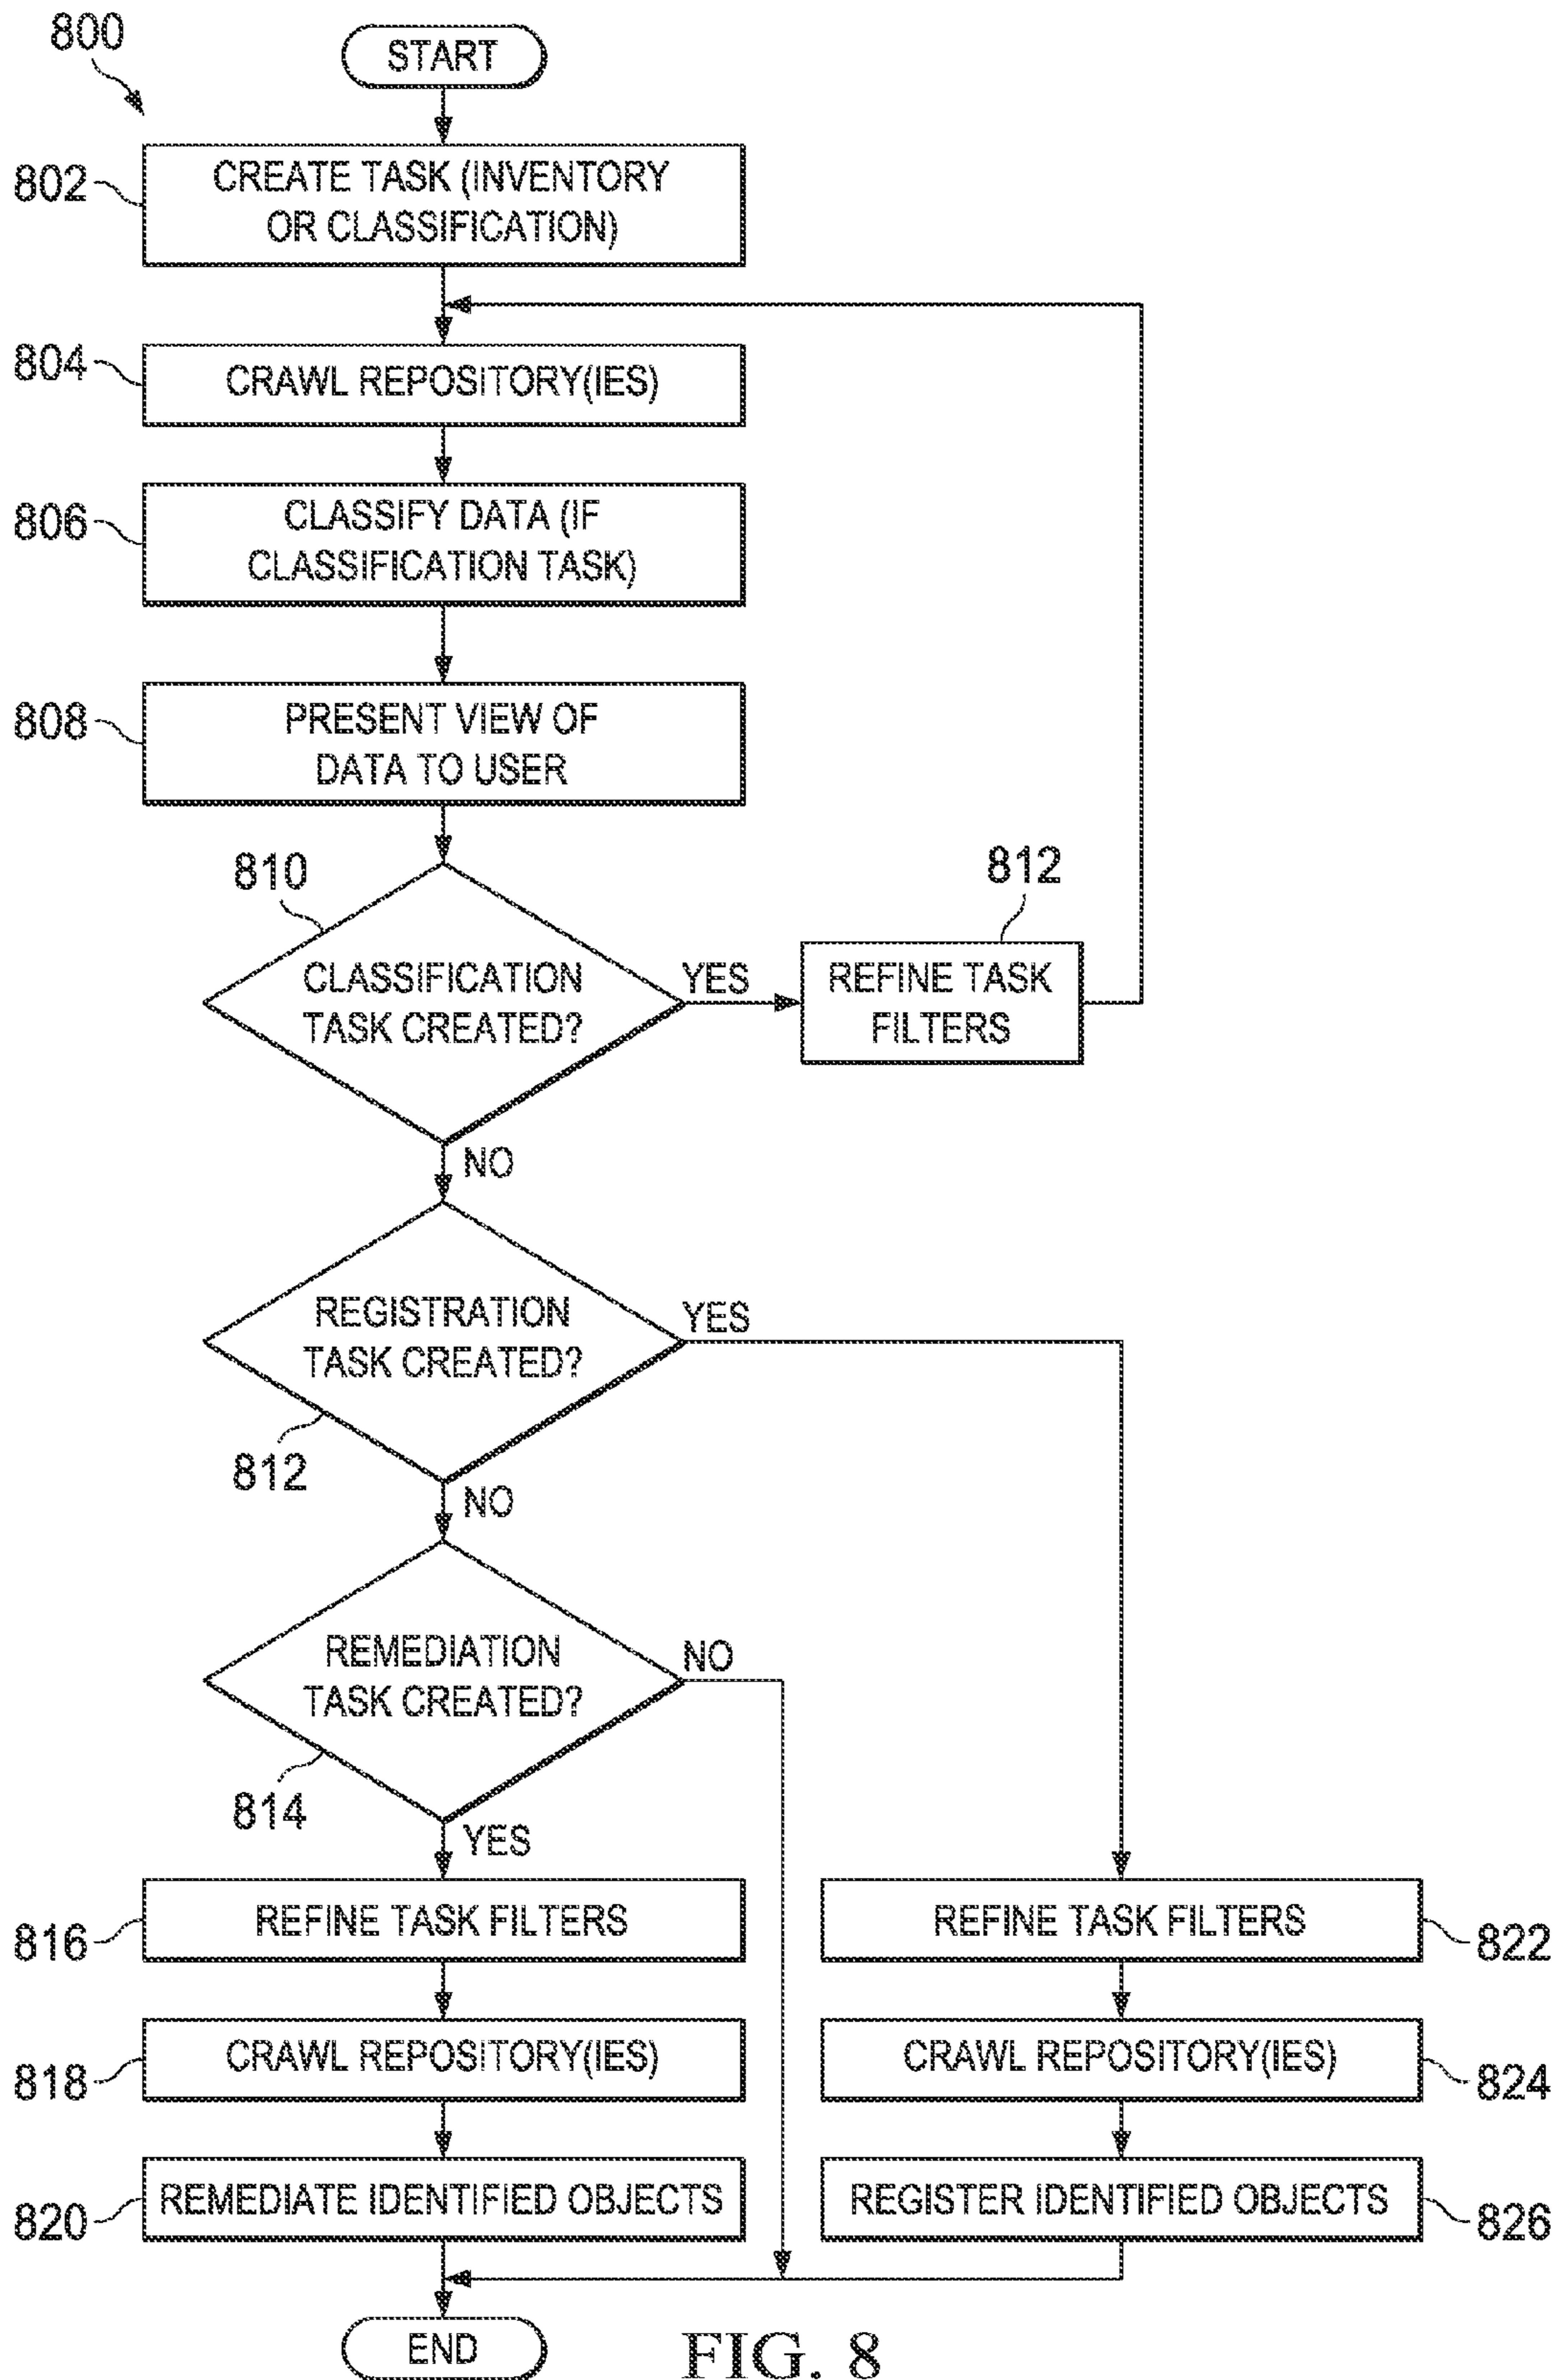 800
START
802
CREATE TASK (INVENTORY
OR CLASSIFICATION)
804
CRAWL REPOSITORY(IES)
806
CLASSIFY DATA (IF
CLASSIFICATION TASK)
808
PRESENT VIEW OF
DATA TO USER
810
CLASSIFICATION
TASK CREATED?
YES
812
REFINE TASK
FILTERS
NO
REGISTRATION
TASK CREATED?
YES
812
NO
REMEDIATION
TASK CREATED?
NO
814
YES
816
REFINE TASK FILTERS
REFINE TASK FILTERS
822
818
CRAWL REPOSITORY(IES)
CRAWL REPOSITORY(IES)
824
820
REMEDIATE IDENTIFIED OBJECTS
REGISTER IDENTIFIED OBJECTS
826
END
FIG. 8